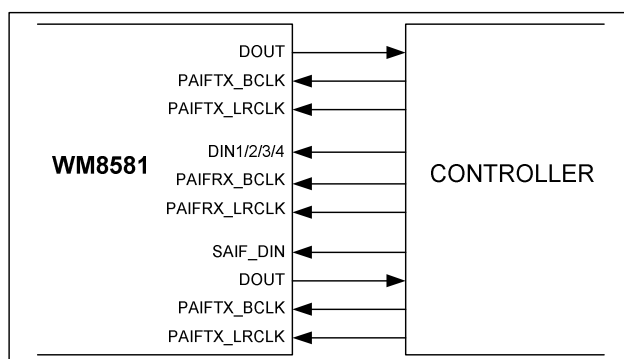 DOUT
PAIFTX_BCLK
PAIFTX_LRCLK
DIN1/2/3/4
WM8581
PAIFRX_BCLK
CONTROLLER
PAIFRX_LRCLK
SAIF_DIN
DOUT
PAIFTX_BCLK
PAIFTX_LRCLK